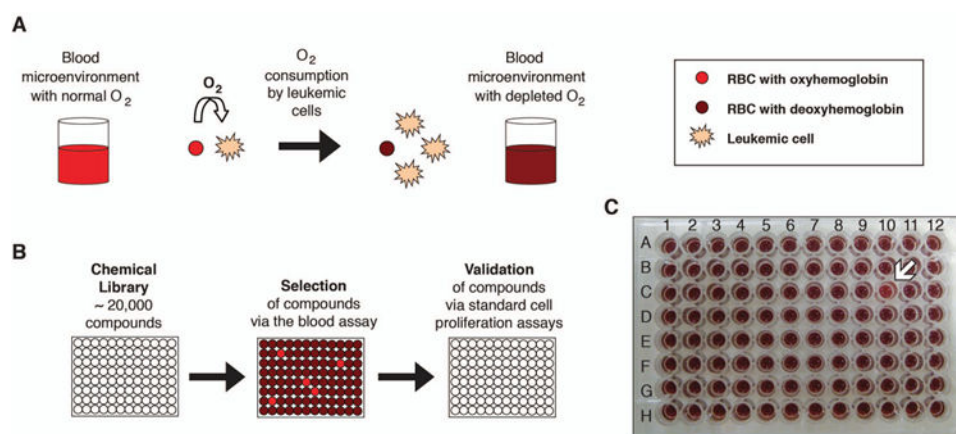 A
Blood
microenvironment
with normal O2
O2
O2
consumption
by leukemic
cells
Blood
microenvironment
with depleted O2
RBC with oxyhemoglobin
RBC with deoxyhemoglobin
Leukemic cell
B
Chemical
Library
~ 20,000
compounds
Selection
of compounds
via the blood assay
Validation
of compounds
via standard cell
proliferation assays
C
1 2 3 4 5 6 7 8 9 10 11 12
A
B
C
D
E
F
G
H